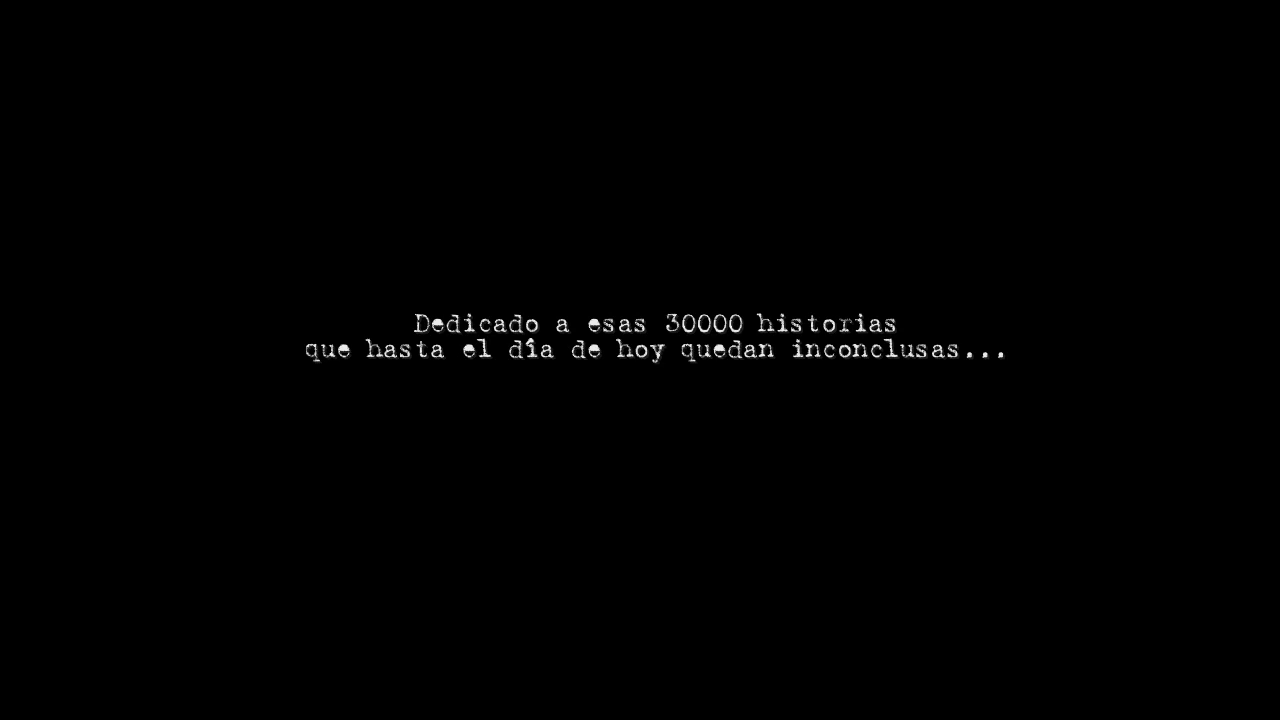 Dedicado a esas 30000 historias
que hasta el día de hoy quedan inconclusas...